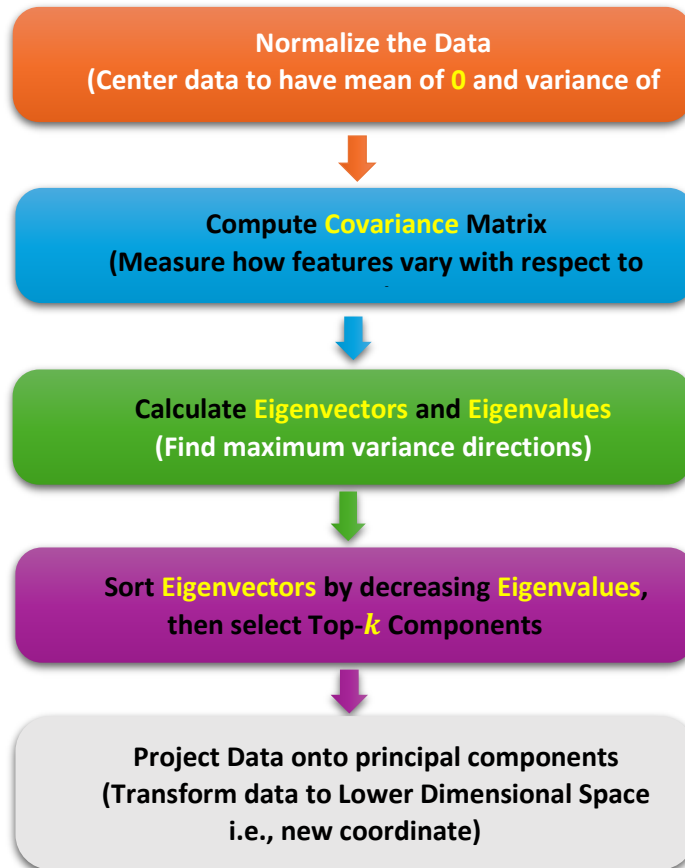 Normalize the Data
(Center data to have mean of 0 and variance of
Compute Covariance Matrix
(Measure how features vary with respect to
Calculate Eigenvectors and Eigenvalues
(Find maximum variance directions)
Sort Eigenvectors by decreasing Eigenvalues,
then select Top-k Components
Project Data onto principal components
(Transform data to Lower Dimensional Space
i.e., new coordinate)